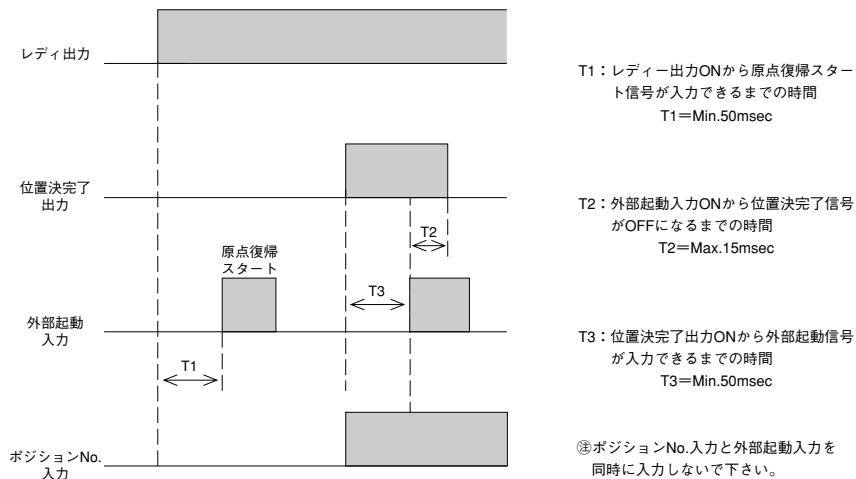 レディ出力
位置決完了
出力
T2
原点復帰
スタート
T3
外部起動
入力
T1
ポジションNo.
入力
T1：レディー出力ONから原点復帰スター
ト信号が入力できるまでの時間
T1＝Min.50msec
T2：外部起動入力ONから位置決完了信号
がOFFになるまでの時間
T2＝Max.15msec
T3：位置決完了出力ONから外部起動信号
が入力できるまでの時間
T3＝Min.50msec
㊟ポジションNo.入力と外部起動入力を
同時に入力しないで下さい。